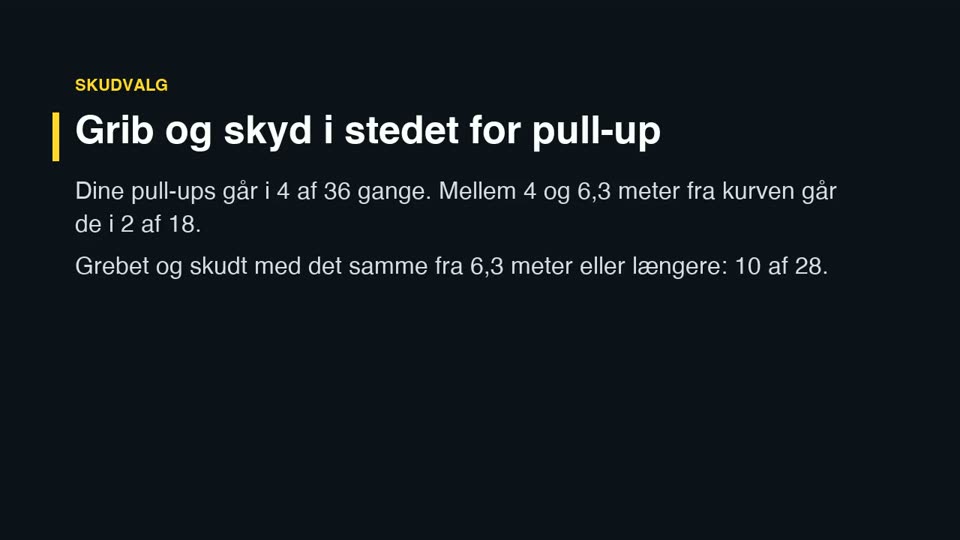 SKUDVALG
Grib og skyd i stedet for pull-up
Dine pull-ups går i 4 af 36 gange. Mellem 4 og 6,3 meter fra kurven går
de i 2 af 18.
Grebet og skudt med det samme fra 6,3 meter eller længere: 10 af 28.